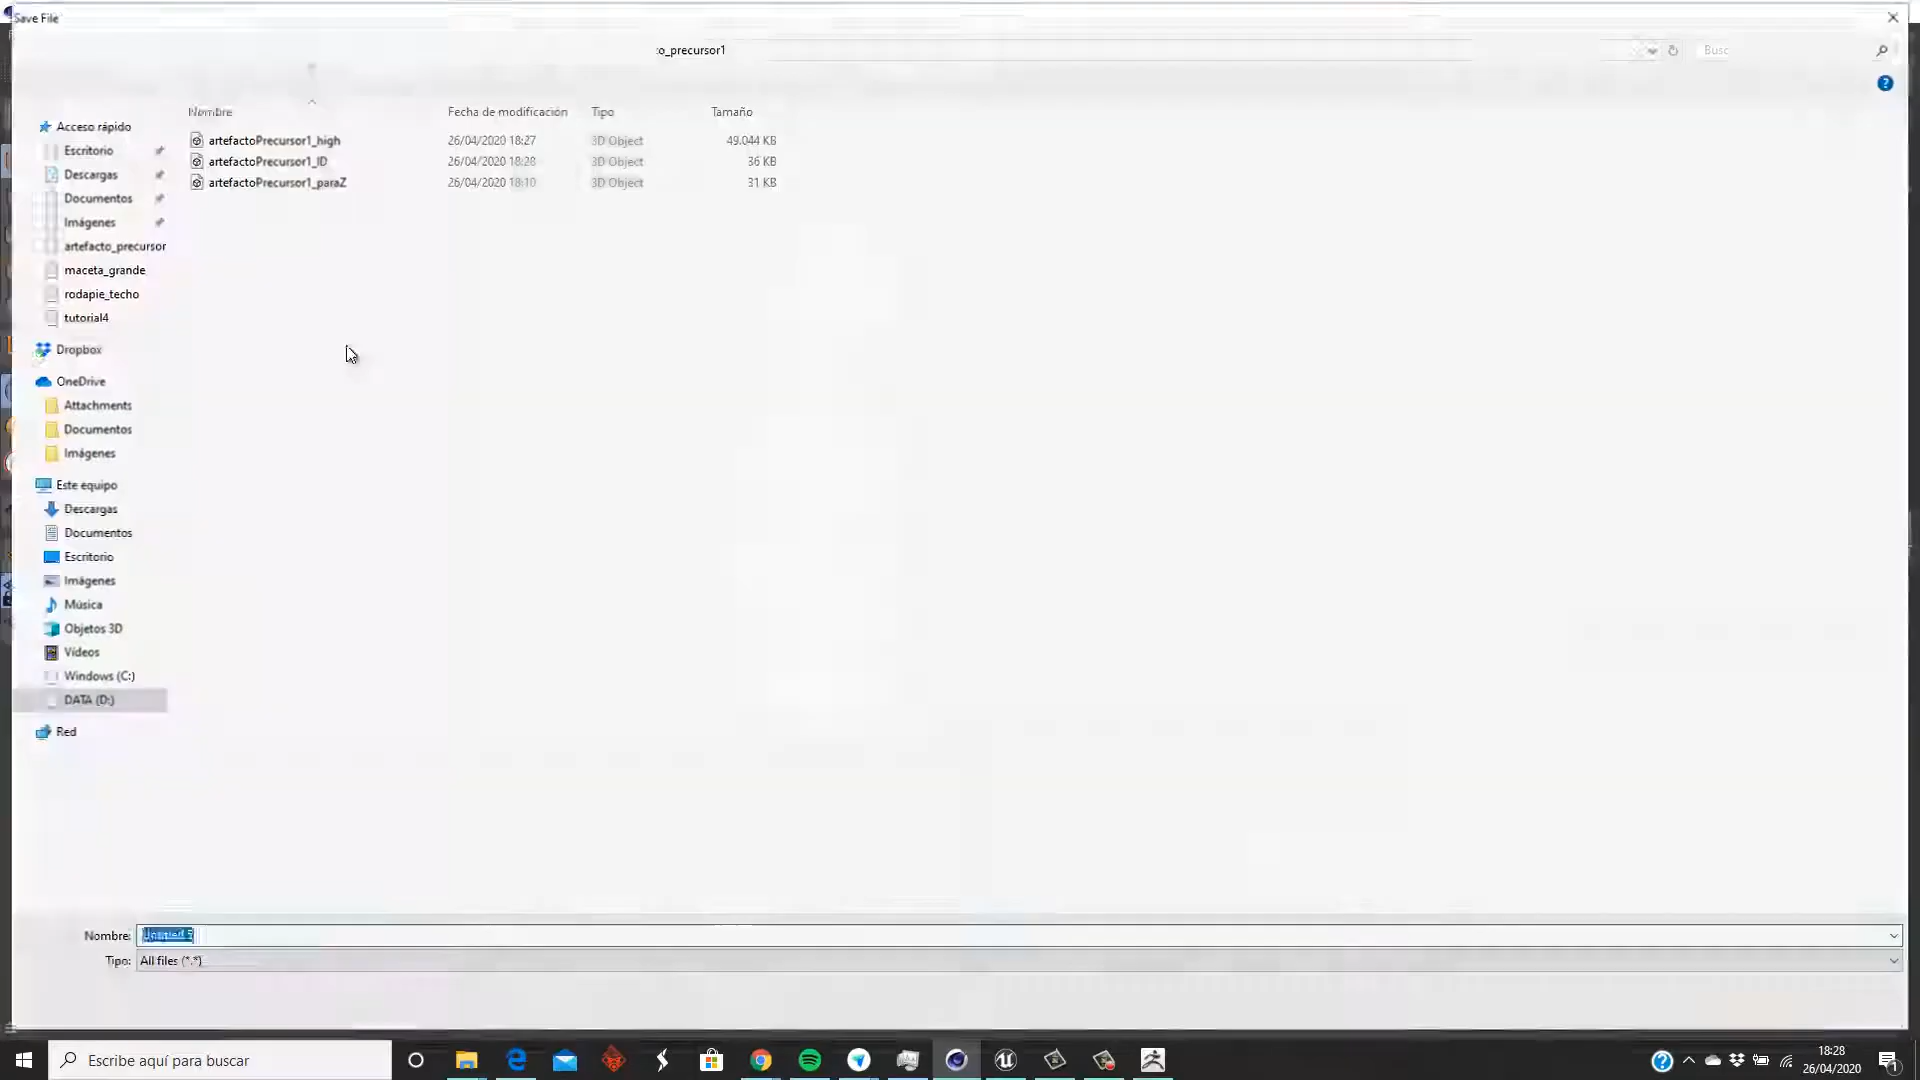 Save File
o_precursor1
Busc
Nombre
Fecha de modificación
Tipo
Tamaño
artefactoPrecursor1_high
26/04/2020 18:27
3D Object
49.044 KB
artefactoPrecursor1_ID
26/04/2020 18:28
3D Object
36 KB
artefactoPrecursor1_paraZ
26/04/2020 18:10
3D Object
31 KB
Acceso rápido
Escritorio
Descargas
Documentos
Imágenes
artefacto_precursor
maceta_grande
rodapie_techo
tutorial4
Dropbox
OneDrive
Attachments
Documentos
Imágenes
Este equipo
Descargas
Documentos
Escritorio
Imágenes
Música
Objetos 3D
Vídeos
Windows (C:)
DATA (D:)
Red
Nombre:
Untitled 5
Tipo:
All files (*.*)
Escribe aquí para buscar
18:28
26/04/2020
1